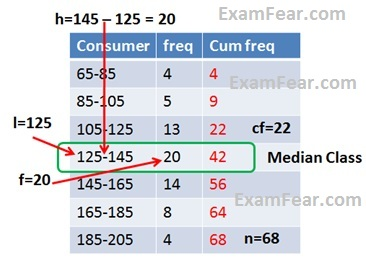 h=145 – 125 = 20
ExamFear.com
Consumer freq Cum freq
65-85 4 4
ExamFear.com
85-105 5 9
l=125
105-125 13 22 cf=22
125-145 20 42 Median Class
f=20
145-165 14 56
ExamFear.com
165-185 8 64
185-205 4 68 n=68